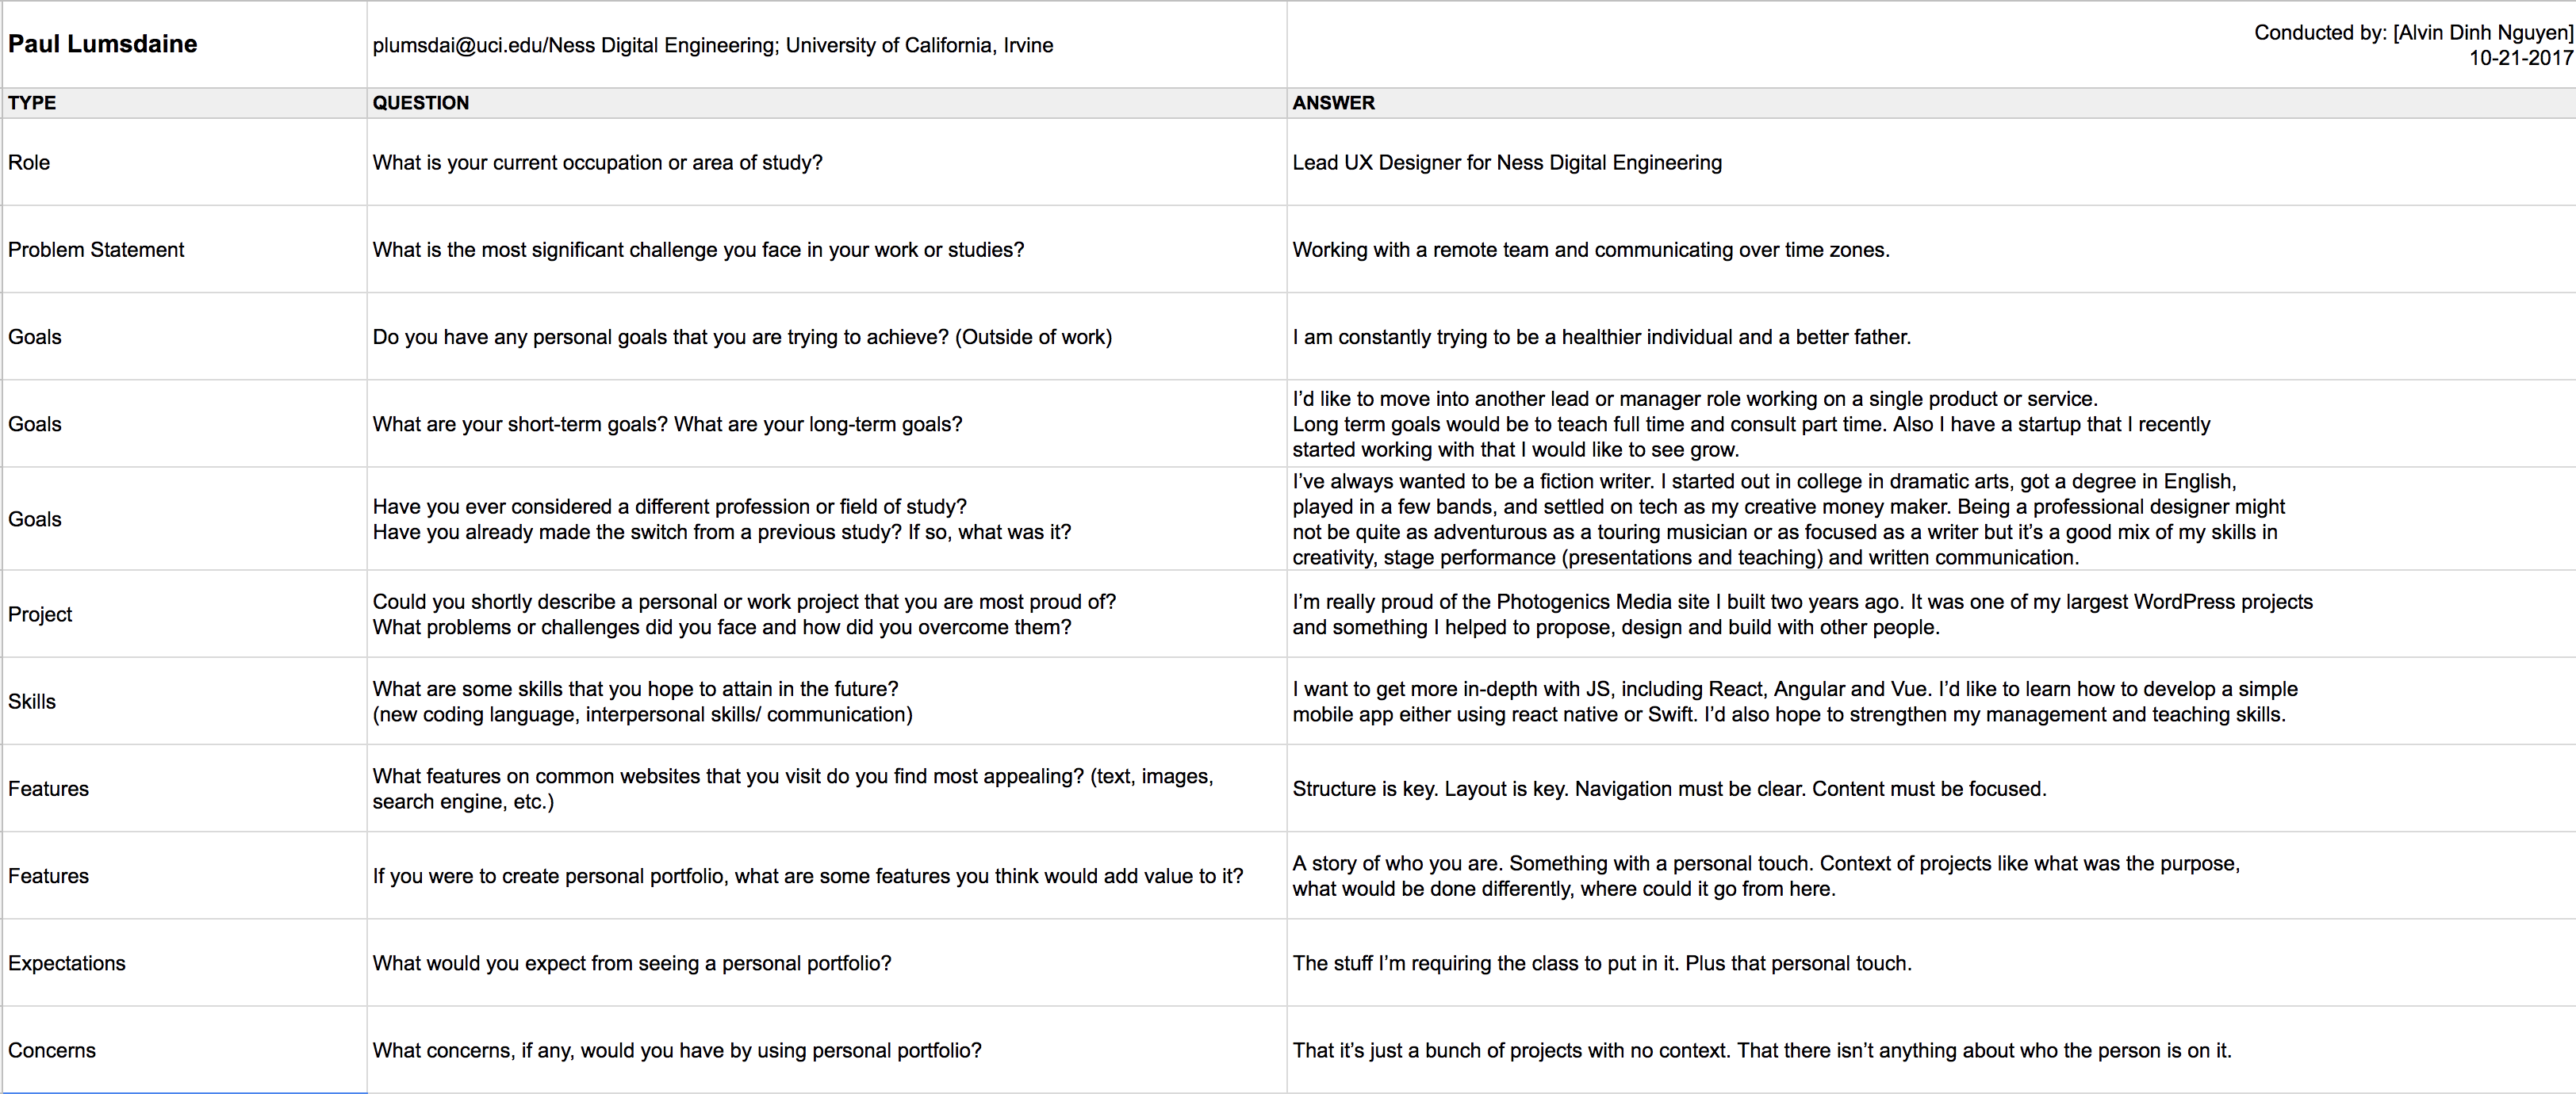 Paul Lumsdaine
plumsdai@uci.edu/Ness Digital Engineering; University of California, Irvine
Conducted by: [Alvin Dinh Nguyen]
10-21-2017
TYPE
QUESTION
ANSWER
Role
What is your current occupation or area of study?
Lead UX Designer for Ness Digital Engineering
Problem Statement
What is the most significant challenge you face in your work or studies?
Working with a remote team and communicating over time zones.
Goals
Do you have any personal goals that you are trying to achieve? (Outside of work)
I am constantly trying to be a healthier individual and a better father.
Goals
What are your short-term goals? What are your long-term goals?
I’d like to move into another lead or manager role working on a single product or service.
Long term goals would be to teach full time and consult part time. Also I have a startup that I recently
started working with that I would like to see grow.
Goals
Have you ever considered a different profession or field of study?
Have you already made the switch from a previous study? If so, what was it?
I’ve always wanted to be a fiction writer. I started out in college in dramatic arts, got a degree in English,
played in a few bands, and settled on tech as my creative money maker. Being a professional designer might
not be quite as adventurous as a touring musician or as focused as a writer but it’s a good mix of my skills in
creativity, stage performance (presentations and teaching) and written communication.
Project
Could you shortly describe a personal or work project that you are most proud of?
What problems or challenges did you face and how did you overcome them?
I’m really proud of the Photogenics Media site I built two years ago. It was one of my largest WordPress projects
and something I helped to propose, design and build with other people.
Skills
What are some skills that you hope to attain in the future?
(new coding language, interpersonal skills/ communication)
I want to get more in-depth with JS, including React, Angular and Vue. I’d like to learn how to develop a simple
mobile app either using react native or Swift. I’d also hope to strengthen my management and teaching skills.
Features
What features on common websites that you visit do you find most appealing? (text, images,
search engine, etc.)
Structure is key. Layout is key. Navigation must be clear. Content must be focused.
Features
If you were to create personal portfolio, what are some features you think would add value to it?
A story of who you are. Something with a personal touch. Context of projects like what was the purpose,
what would be done differently, where could it go from here.
Expectations
What would you expect from seeing a personal portfolio?
The stuff I’m requiring the class to put in it. Plus that personal touch.
Concerns
What concerns, if any, would you have by using personal portfolio?
That it’s just a bunch of projects with no context. That there isn’t anything about who the person is on it.